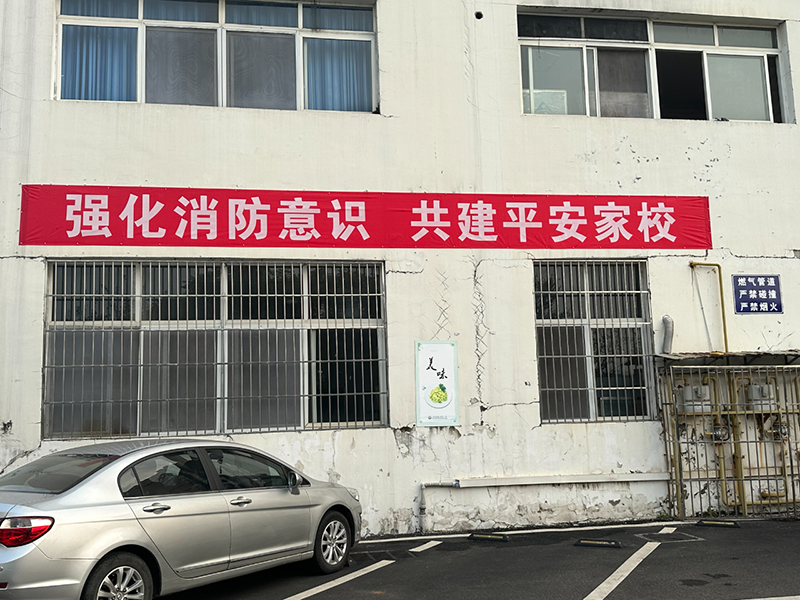 强化消防意识 共建平安家校
燃气管道
严禁碰撞
严禁烟火
美味